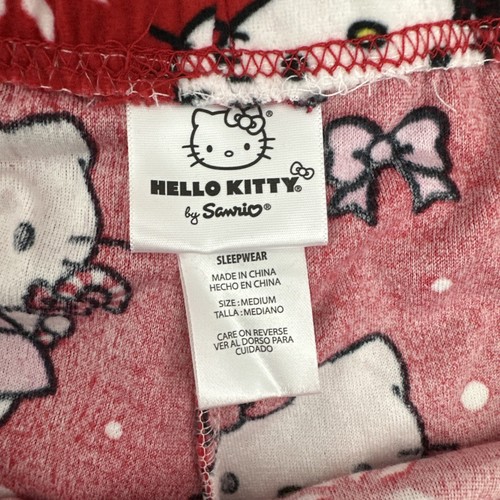 HELLO KITTY®
by Sanrio®
SLEEPWEAR
MADE IN CHINA
HECHO EN CHINA
SIZE : MEDIUM
TALLA : MEDIANO
CARE ON REVERSE
VER AL DORSO PARA
CUIDADO